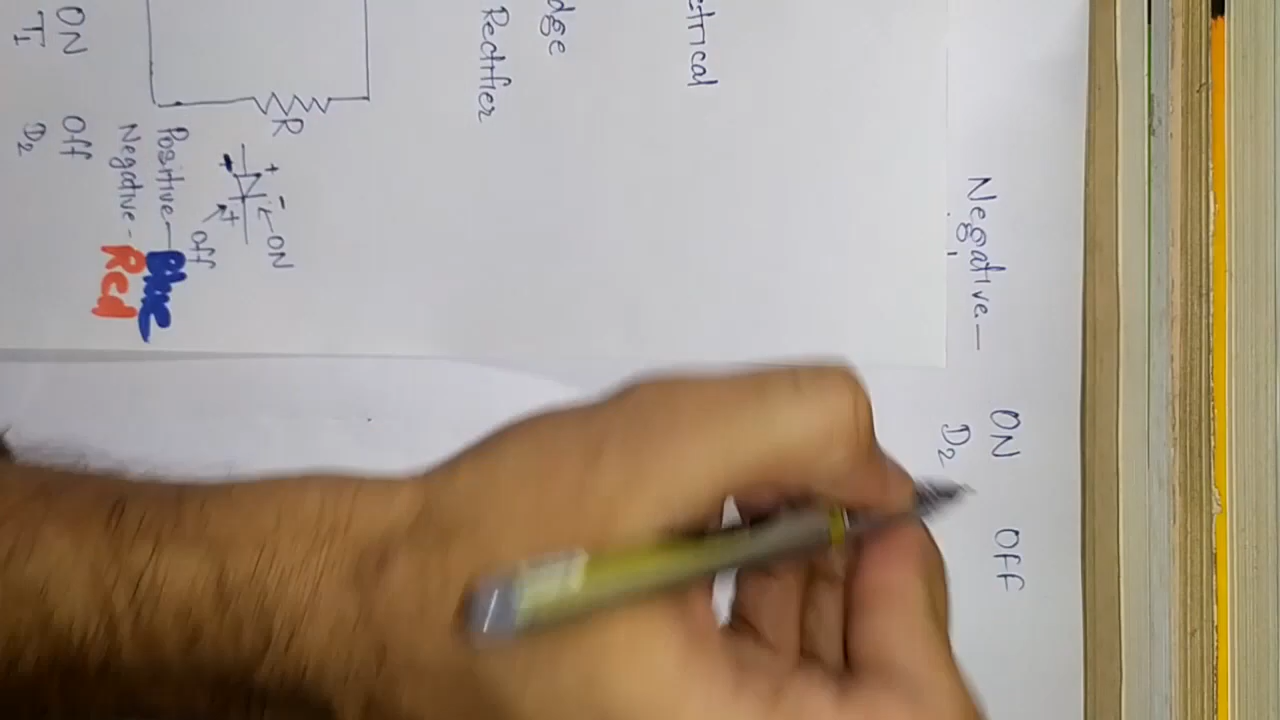 etrical
dge
Rectifier
R
+ -
+ + ON
off
Positive - Blue
Negative - Red
ON Off
T1 D2
Negative -
ON OFF
D2